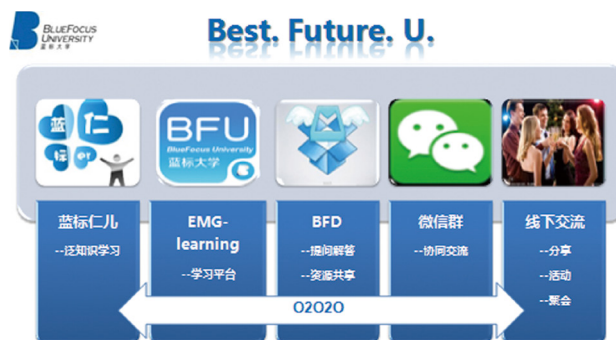 BLUEFOCUS
UNIVERSITY
蓝标大学
Best. Future. U.
蓝 仁
标 er
BFU
BlueFocus University
蓝标大学
蓝标仁儿
--泛知识学习
EMG-
learning
--学习平台
BFD
--提问解答
--资源共享
微信群
--协同交流
线下交流
--分享
--活动
--聚会
O2O2O